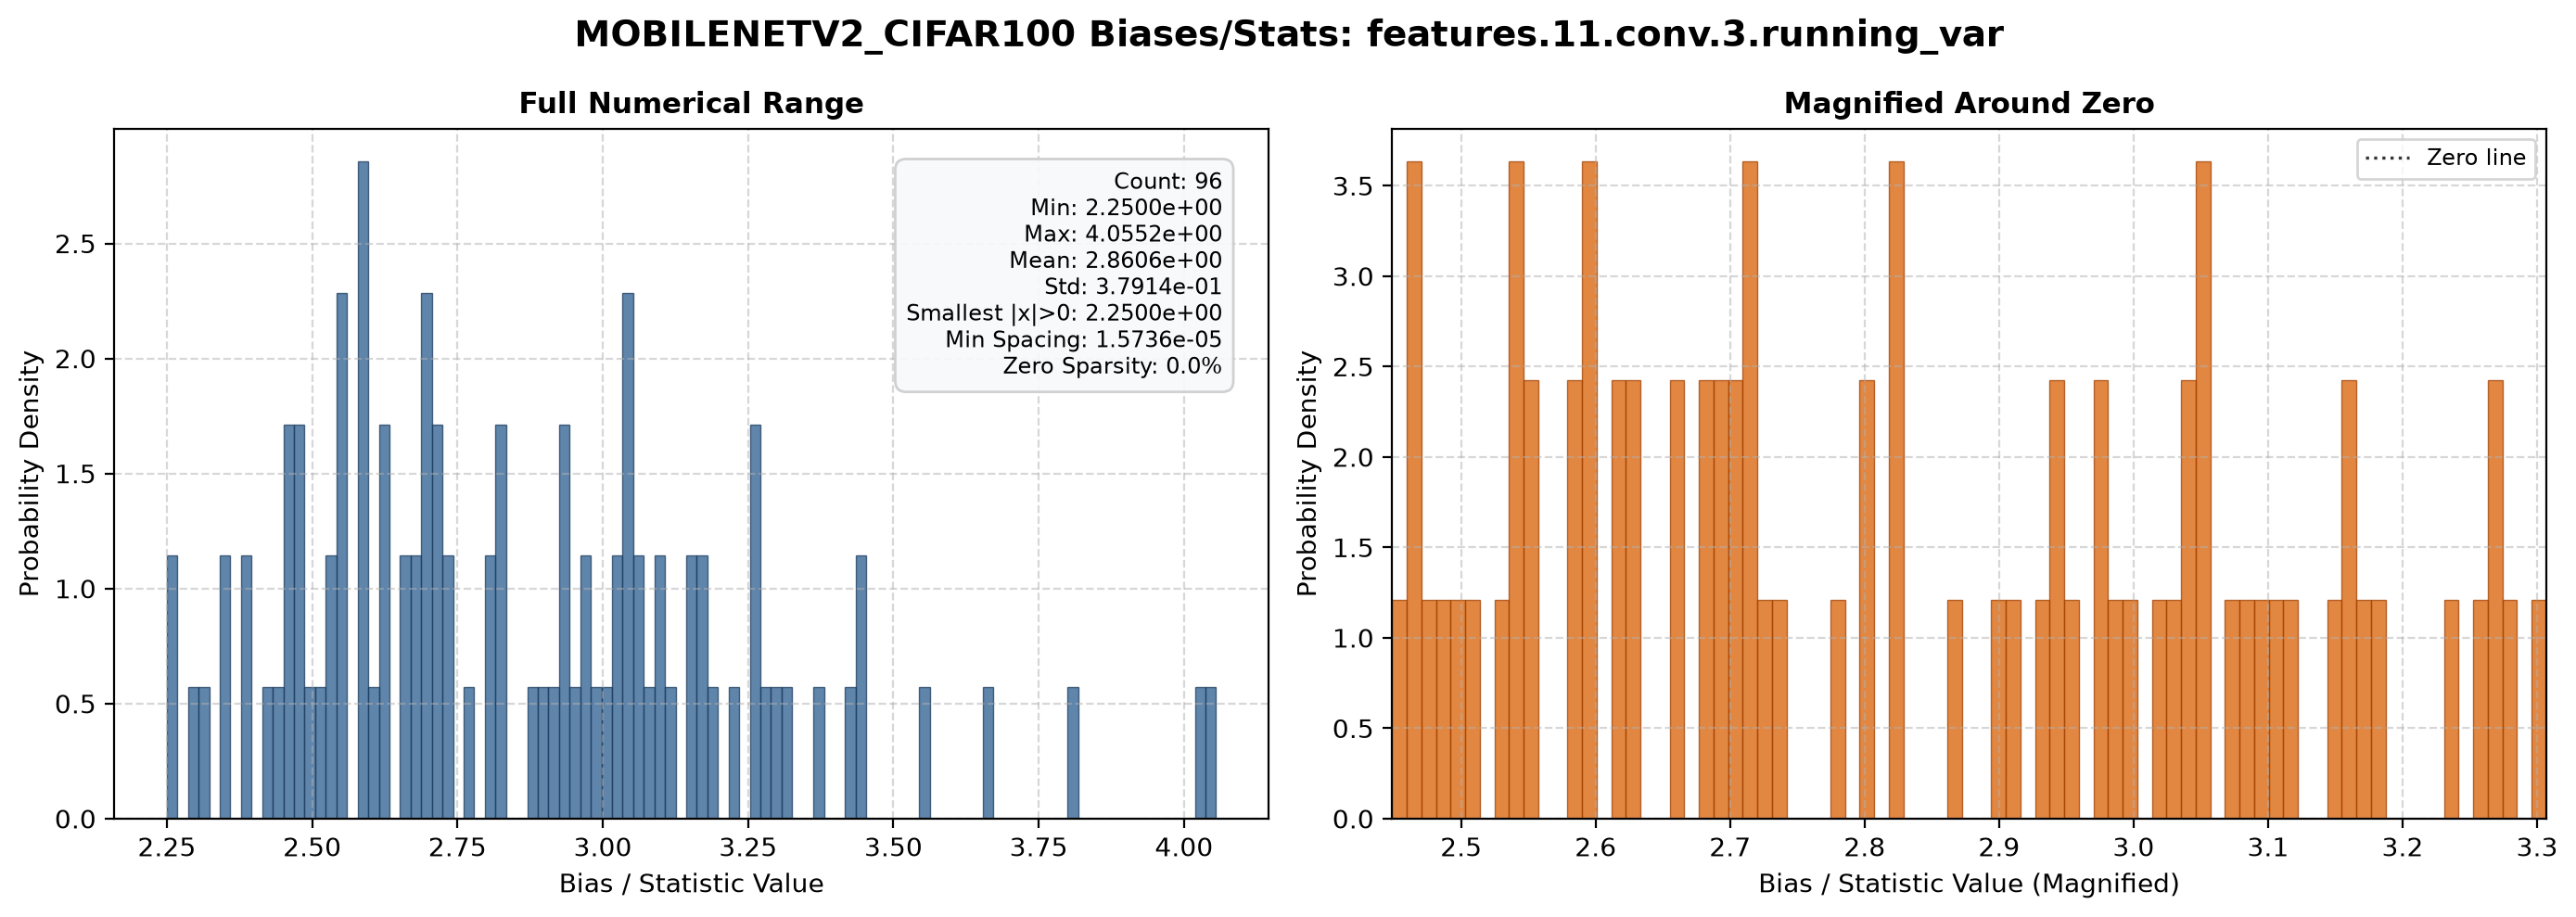 MOBILENETV2_CIFAR100 Biases/Stats: features.11.conv.3.running_var
Full Numerical Range
Probability Density
2.5
2.0
1.5
1.0
0.5
0.0
Count: 96
Min: 2.2500e+00
Max: 4.0552e+00
Mean: 2.8606e+00
Std: 3.7914e-01
Smallest |x|>0: 2.2500e+00
Min Spacing: 1.5736e-05
Zero Sparsity: 0.0%
2.25 2.50 2.75 3.00 3.25 3.50 3.75 4.00
Bias / Statistic Value
Magnified Around Zero
Probability Density
3.5
3.0
2.5
2.0
1.5
1.0
0.5
0.0
Zero line
2.5 2.6 2.7 2.8 2.9 3.0 3.1 3.2 3.3
Bias / Statistic Value (Magnified)